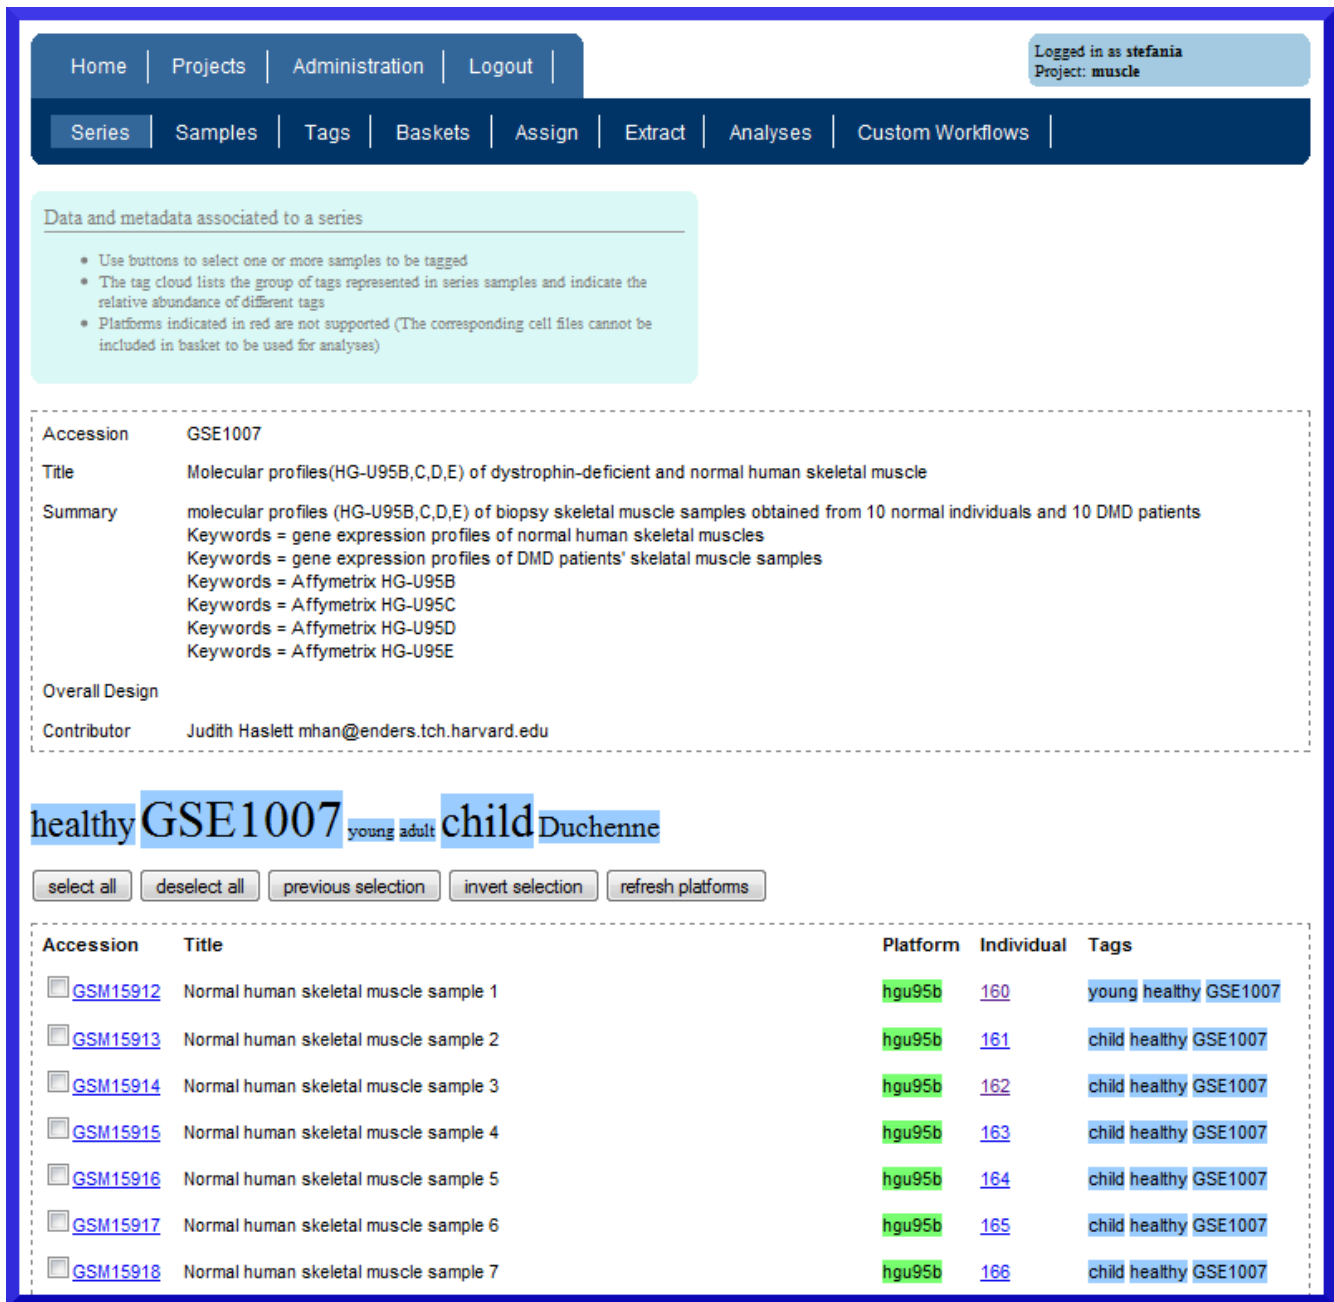 Home Projects Administration Logout
Logged in as stefania
Project: muscle
Series Samples Tags Baskets Assign Extract Analyses Custom Workflows
Data and metadata associated to a series
Use buttons to select one or more samples to be tagged
The tag cloud lists the group of tags represented in series samples and indicate the
relative abundance of different tags
Platforms indicated in red are not supported (The corresponding cell files cannot be
included in basket to be used for analyses)
Accession GSE1007
Title Molecular profiles(HG-U95B,C,D,E) of dystrophin-deficient and normal human skeletal muscle
Summary molecular profiles (HG-U95B,C,D,E) of biopsy skeletal muscle samples obtained from 10 normal individuals and 10 DMD patients
Keywords = gene expression profiles of normal human skeletal muscles
Keywords = gene expression profiles of DMD patients' skelatal muscle samples
Keywords = Affymetrix HG-U95B
Keywords = Affymetrix HG-U95C
Keywords = Affymetrix HG-U95D
Keywords = Affymetrix HG-U95E
Overall Design
Contributor Judith Haslett mhan@enders.tch.harvard.edu
healthy GSE1007 young adult child Duchenne
select all deselect all previous selection invert selection refresh platforms
Accession Title Platform Individual Tags
GSM15912 Normal human skeletal muscle sample 1 hgu95b 160 young healthy GSE1007
GSM15913 Normal human skeletal muscle sample 2 hgu95b 161 child healthy GSE1007
GSM15914 Normal human skeletal muscle sample 3 hgu95b 162 child healthy GSE1007
GSM15915 Normal human skeletal muscle sample 4 hgu95b 163 child healthy GSE1007
GSM15916 Normal human skeletal muscle sample 5 hgu95b 164 child healthy GSE1007
GSM15917 Normal human skeletal muscle sample 6 hgu95b 165 child healthy GSE1007
GSM15918 Normal human skeletal muscle sample 7 hgu95b 166 child healthy GSE1007